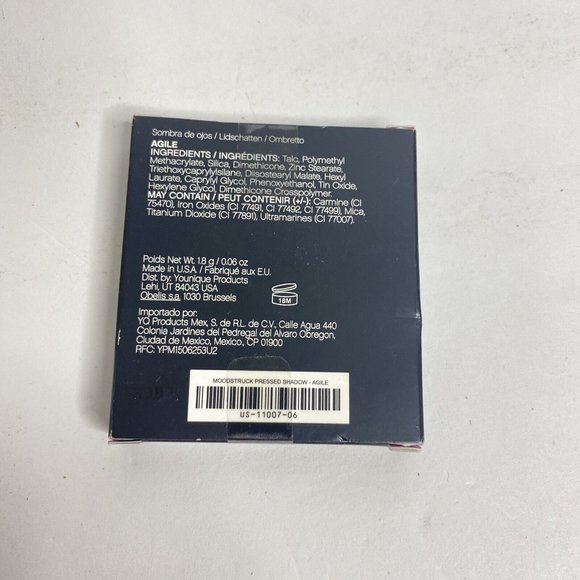 Sombra de ojos / Lidschatten / Ombretto
AGILE
INGREDIENTS / INGRÉDIENTS: Talc, Polymethyl
Methacrylate, Silica, Dimethicone, Zinc Stearate,
Triethoxycaprylylsilane, Diisostearyl Malate, Hexyl
Laurate, Caprylyl Glycol, Phenoxyethanol, Tin Oxide,
Hexylene Glycol, Dimethicone Crosspolymer.
MAY CONTAIN / PEUT CONTENIR (+/-): Carmine (CI
75470), Iron Oxides (CI 77491, CI 77492, CI 77499), Mica,
Titanium Dioxide (CI 77891), Ultramarines (CI 77007).
Poids Net Wt. 1.8 g / 0.06 oz
Made in U.S.A. / Fabriqué aux E.U.
Dist. by: Younique Products
Lehi, UT 84043 USA
Obelis s.a 1030 Brussels
18M
Importado por:
YQ Products Mex, S. de R.L. de C.V., Calle Agua 440
Colonia Jardines del Pedregal del Alvaro Obregon,
Ciudad de Mexico, Mexico, CP 01900
RFC: YPM1506253U2
MOODSTRUCK PRESSED SHADOW - AGILE
US-11007-06